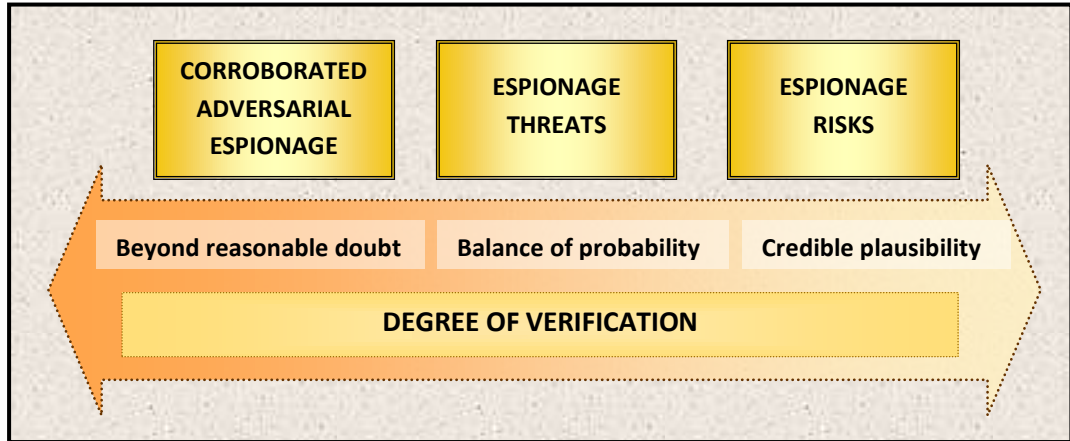 CORROBORATED
ADVERSARIAL
ESPIONAGE
ESPIONAGE
THREATS
ESPIONAGE
RISKS
Beyond reasonable doubt
Balance of probability
Credible plausibility
DEGREE OF VERIFICATION